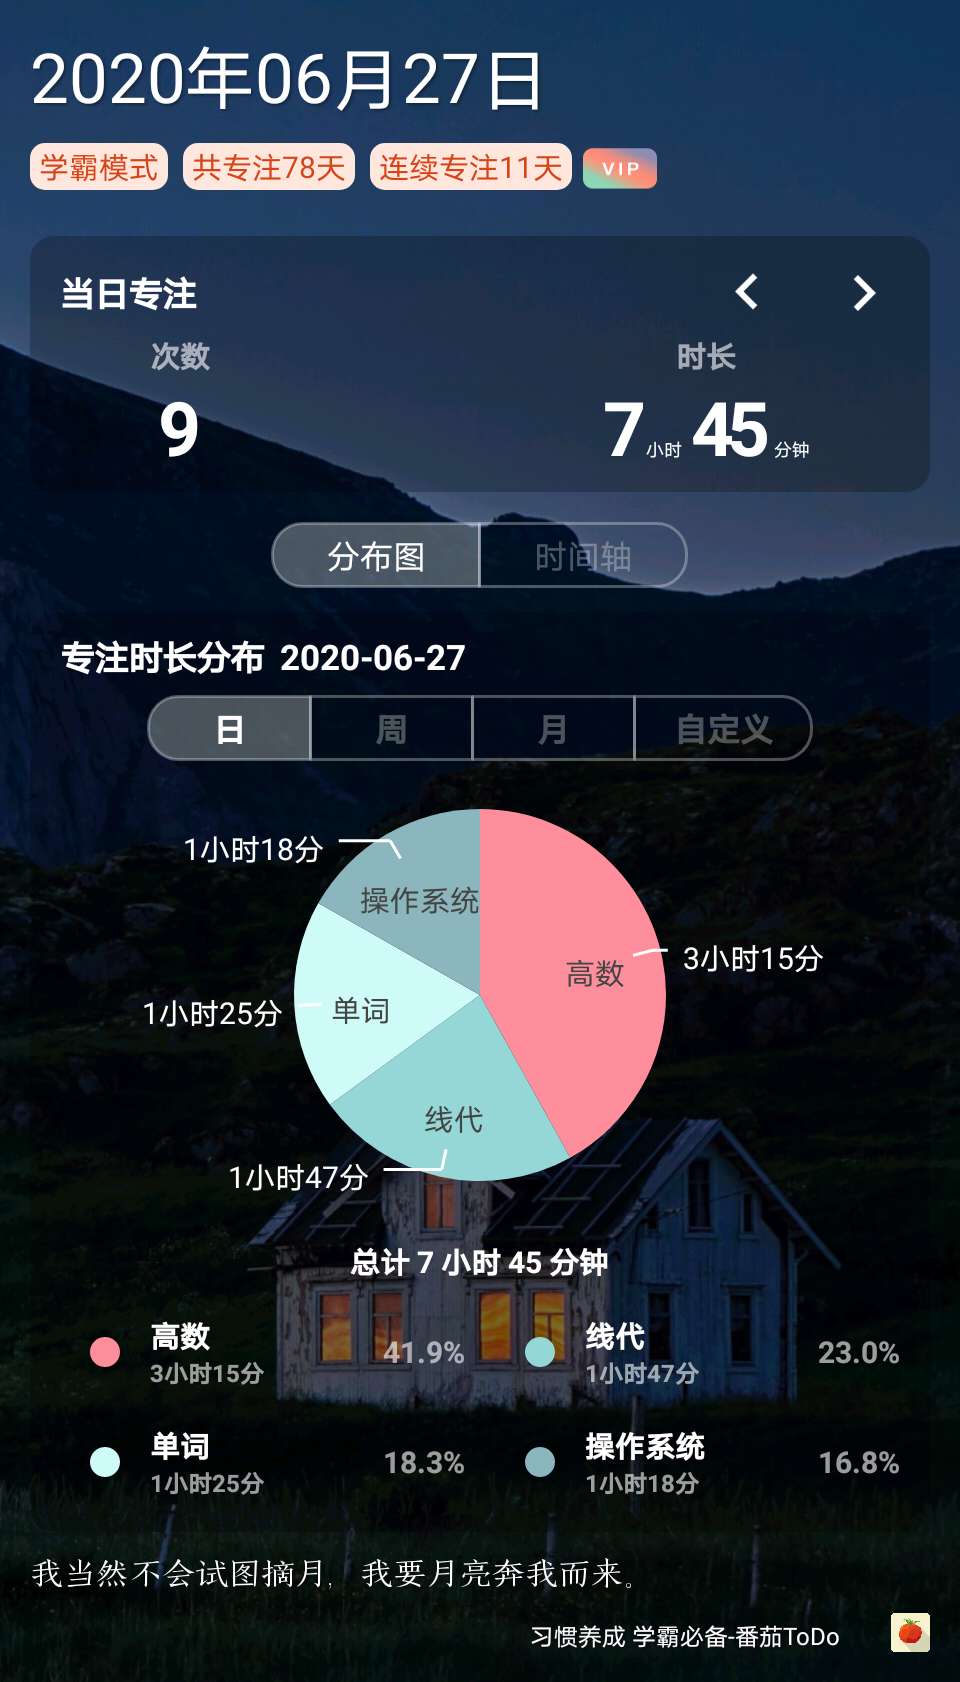 2020年06月27日
学霸模式 共专注78天 连续专注11天 VIP
当日专注
次数 时长
9 7小时45分钟
分布图 时间轴
专注时长分布 2020-06-27
日 周 月 自定义
1小时18分
操作系统
高数 3小时15分
1小时25分 单词
线代
1小时47分
总计 7 小时 45 分钟
高数 41.9% 线代 23.0%
3小时15分 1小时47分
单词 18.3% 操作系统 16.8%
1小时25分 1小时18分
我当然不会试图摘月，我要月亮奔我而来。
习惯养成 学霸必备-番茄ToDo